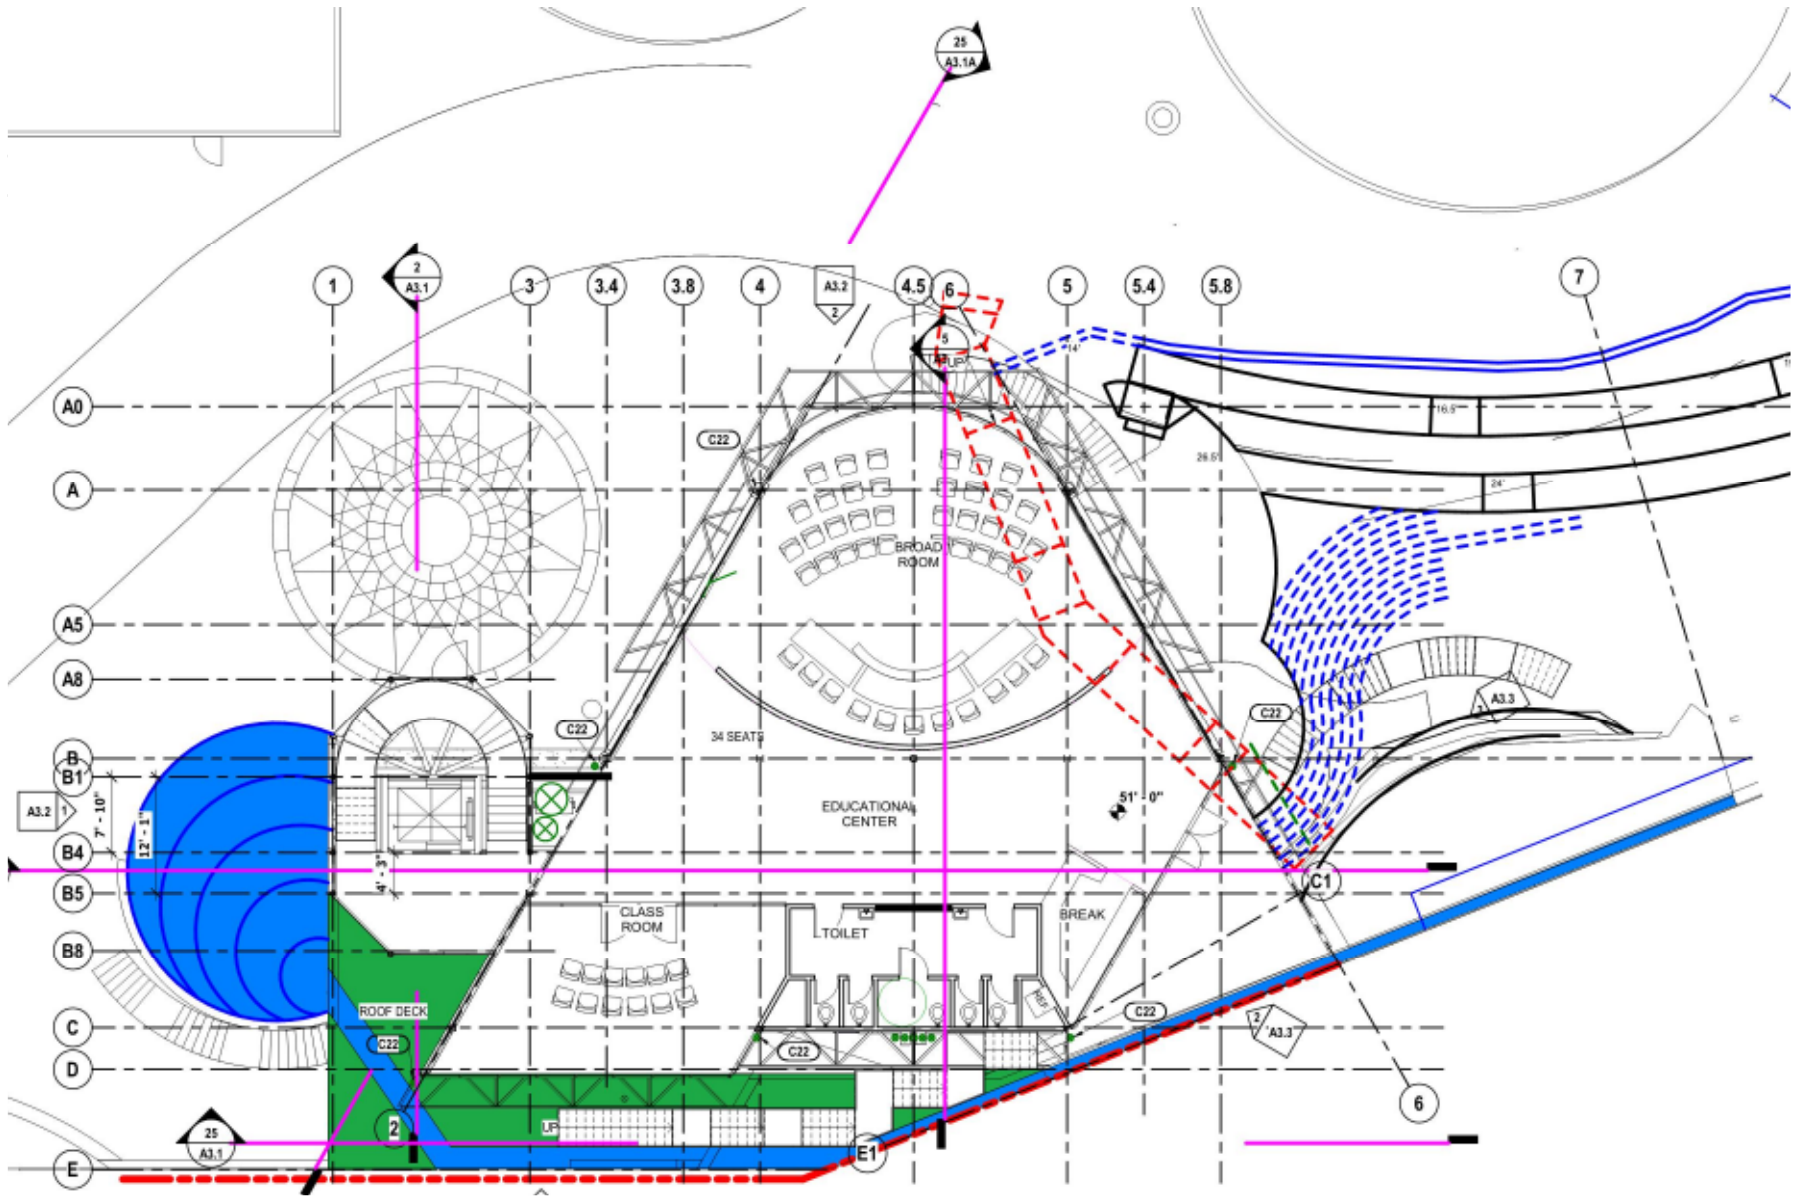 25
A3.1A
2
A3.1
1
3
3.4
3.8
4
A3.2
2
4.5
6
5
5.4
5.8
7
5
UP
14'
A0
16.5'
C22
26.5'
A
24'
BROAD
ROOM
A5
A8
A3.3
C22
C22
34 SEATS
B
B1
A3.2
1
7' - 10"
12' - 1"
EDUCATIONAL
CENTER
51' - 0"
B4
4' - 3"
C1
B5
CLASS
ROOM
TOILET
BREAK
B8
REF
ROOF DECK
C22
C
2
A3.3
C22
C22
D
6
2
UP
25
A3.1
E1
E